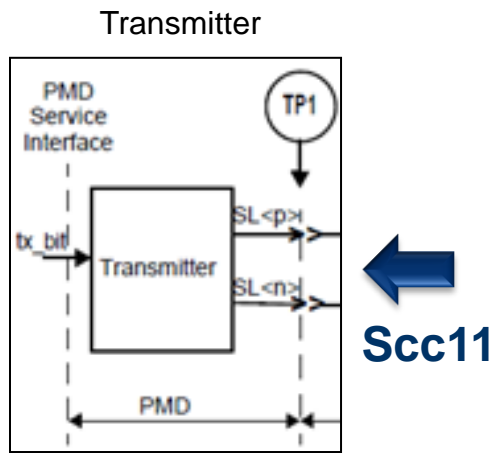 Transmitter
PMD
Service
Interface
TP1
SL<p>
tx_bit
Transmitter
SL<n>
Scc11
PMD